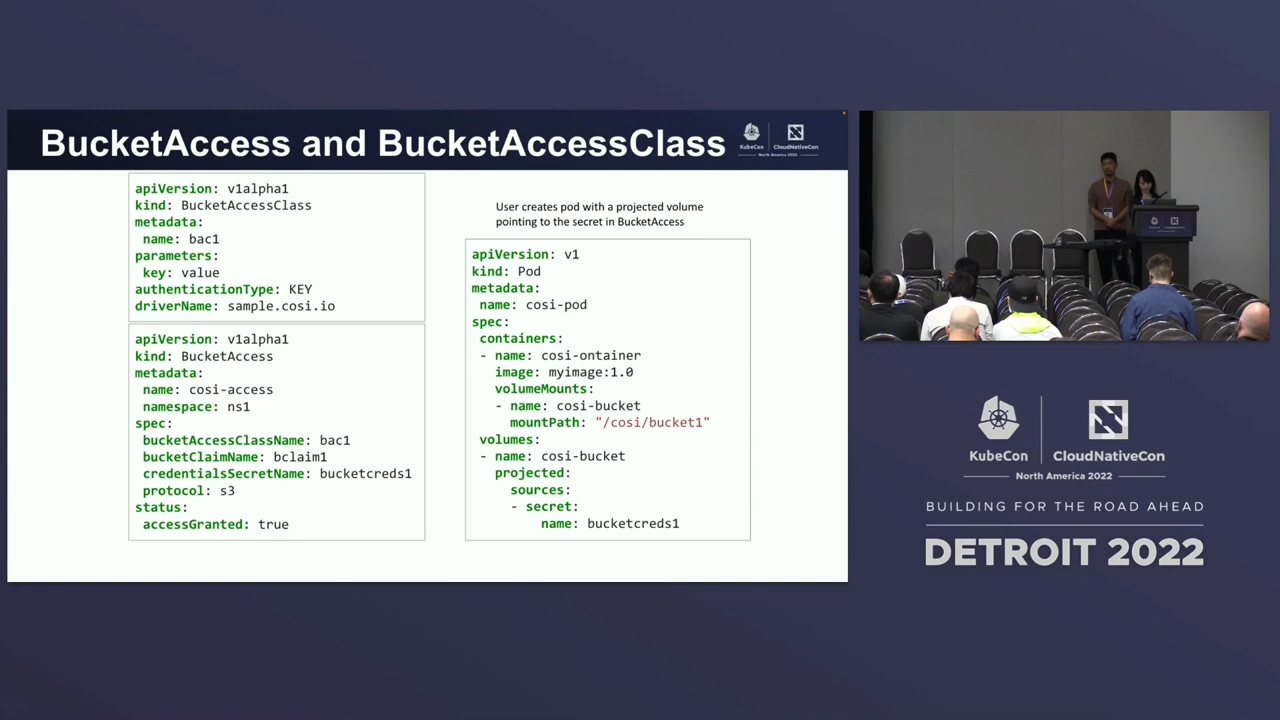 BucketAccess and BucketAccessClass
KubeCon
CloudNativeCon
North America 2022
apiVersion: v1alpha1
kind: BucketAccessClass
metadata:
name: bac1
parameters:
key: value
authenticationType: KEY
driverName: sample.cosi.io
apiVersion: v1alpha1
kind: BucketAccess
metadata:
name: cosi-access
namespace: ns1
spec:
bucketAccessClassName: bac1
bucketClaimName: bclaim1
credentialsSecretName: bucketcreds1
protocol: s3
status:
accessGranted: true
User creates pod with a projected volume
pointing to the secret in BucketAccess
apiVersion: v1
kind: Pod
metadata:
name: cosi-pod
spec:
containers:
- name: cosi-ontainer
image: myimage:1.0
volumeMounts:
- name: cosi-bucket
mountPath: "/cosi/bucket1"
volumes:
- name: cosi-bucket
projected:
sources:
- secret:
name: bucketcreds1
KubeCon
CloudNativeCon
North America 2022
BUILDING FOR THE ROAD AHEAD
DETROIT 2022